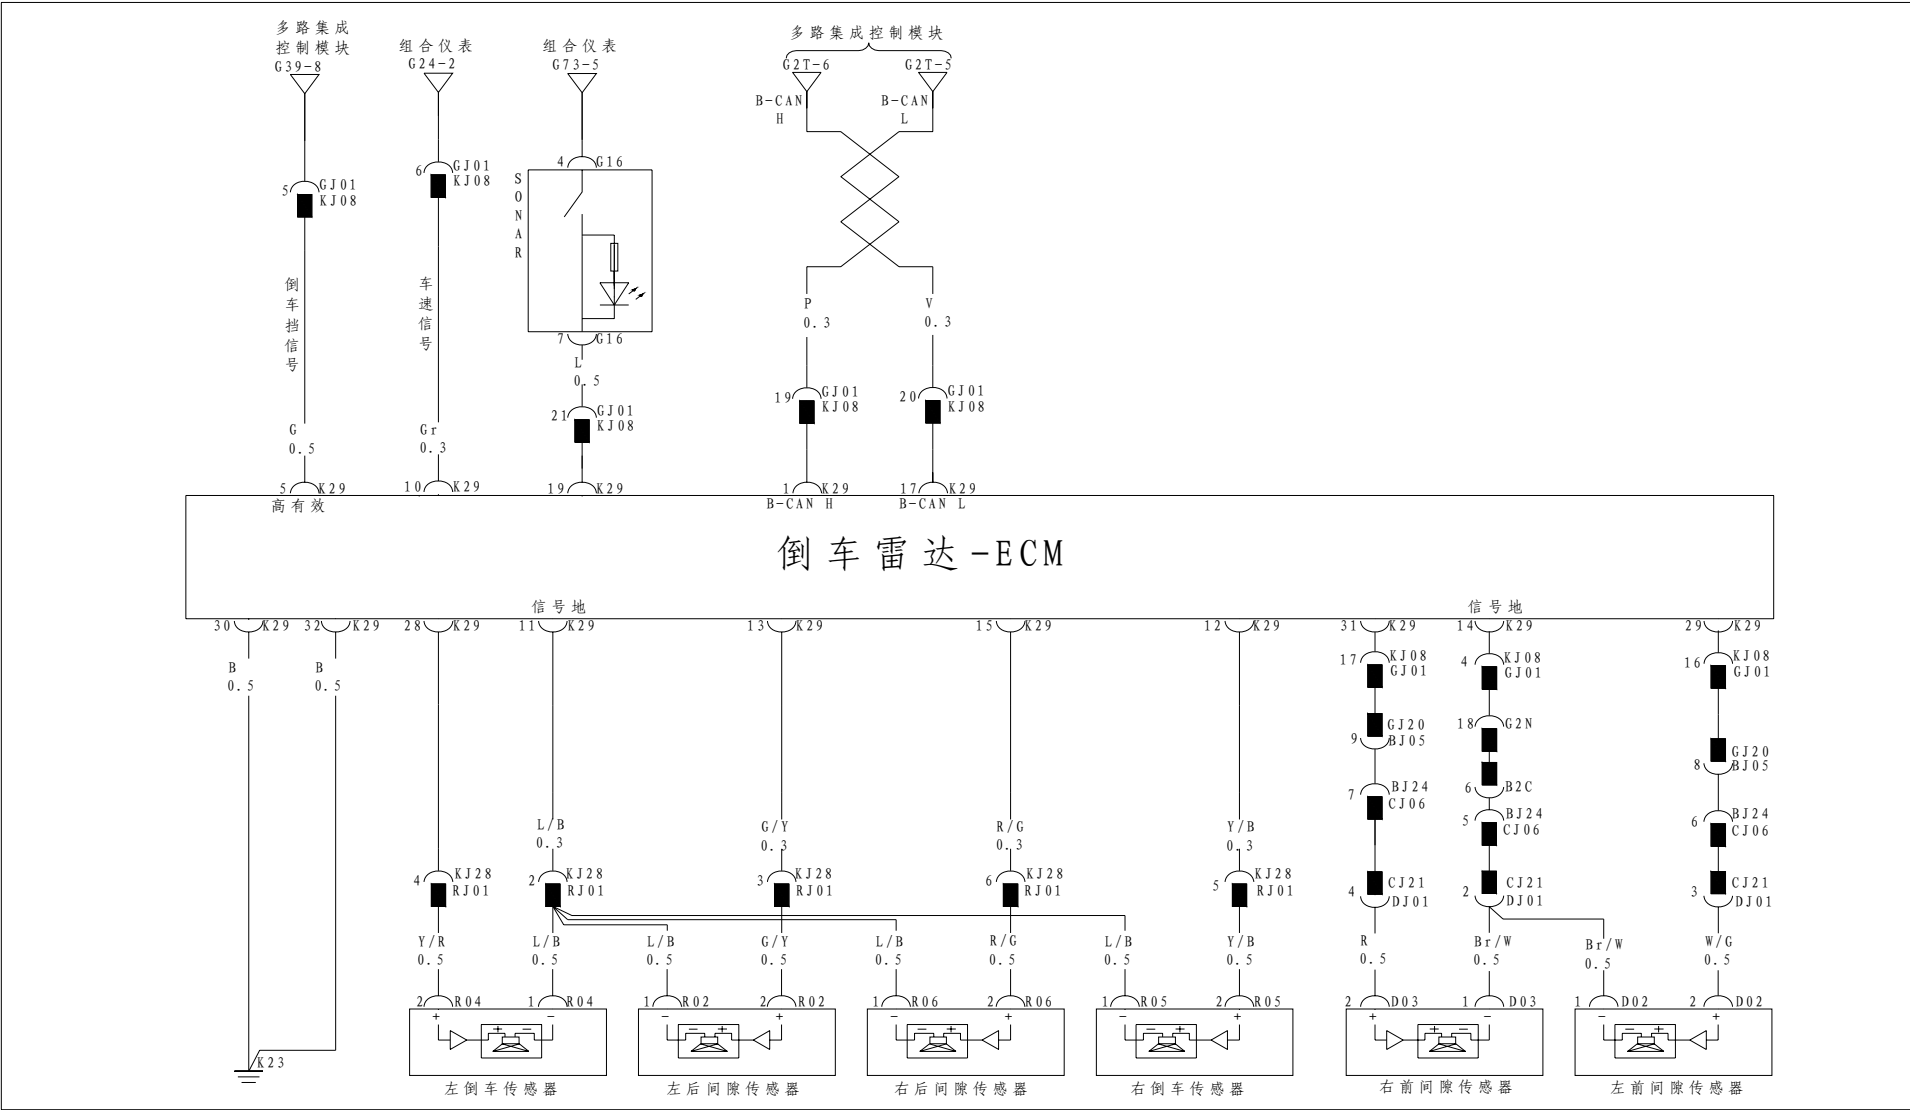 多路集成
控制模块
G39-8
组合仪表
G24-2
组合仪表
G73-5
多路集成控制模块
G2T-6
G2T-5
B-CAN
H
B-CAN
L
4 G16
SONAR
6 GJ01
KJ08
5 GJ01
KJ08
倒车挡信号
车速信号
P
0.3
V
0.3
7 G16
L
0.5
19 GJ01
KJ08
20 GJ01
KJ08
21 GJ01
KJ08
G
0.5
Gr
0.3
5 K29
10 K29
19 K29
1 K29
17 K29
高有效
B-CAN H
B-CAN L
倒车雷达-ECM
信号地
信号地
30 K29
32 K29
28 K29
11 K29
13 K29
15 K29
12 K29
31 K29
14 K29
29 K29
B
0.5
B
0.5
17 KJ08
GJ01
4 KJ08
GJ01
16 KJ08
GJ01
GJ20
9 BJ05
18 G2N
GJ20
8 BJ05
7 BJ24
CJ06
6 B2C
5 BJ24
CJ06
6 BJ24
CJ06
L/B
0.3
G/Y
0.3
R/G
0.3
Y/B
0.3
4 KJ28
RJ01
2 KJ28
RJ01
3 KJ28
RJ01
6 KJ28
RJ01
5 KJ28
RJ01
CJ21
4 DJ01
CJ21
2 DJ01
CJ21
3 DJ01
Y/R
0.5
L/B
0.5
L/B
0.5
G/Y
0.5
L/B
0.5
R/G
0.5
L/B
0.5
Y/B
0.5
R
0.5
Br/W
0.5
Br/W
0.5
W/G
0.5
2 R04
1 R04
1 R02
2 R02
1 R06
2 R06
1 R05
2 R05
2 D03
1 D03
1 D02
2 D02
+ −
− +
− +
− +
+ −
− +
+ −
− +
− +
− +
+ −
− +
K23
左倒车传感器
左后间隙传感器
右后间隙传感器
右倒车传感器
右前间隙传感器
左前间隙传感器